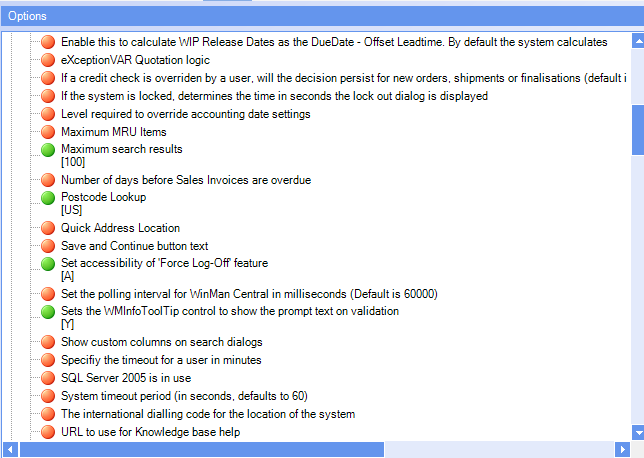 Options
Enable this to calculate WIP Release Dates as the DueDate - Offset Leadtime. By default the system calculates
eXceptionVAR Quotation logic
If a credit check is overriden by a user, will the decision persist for new orders, shipments or finalisations (default i
If the system is locked, determines the time in seconds the lock out dialog is displayed
Level required to override accounting date settings
Maximum MRU Items
Maximum search results
[100]
Number of days before Sales Invoices are overdue
Postcode Lookup
[US]
Quick Address Location
Save and Continue button text
Set accessibility of 'Force Log-Off' feature
[A]
Set the polling interval for WinMan Central in milliseconds (Default is 60000)
Sets the WMInfoToolTip control to show the prompt text on validation
[Y]
Show custom columns on search dialogs
Specifiy the timeout for a user in minutes
SQL Server 2005 is in use
System timeout period (in seconds, defaults to 60)
The international dialling code for the location of the system
URL to use for Knowledge base help